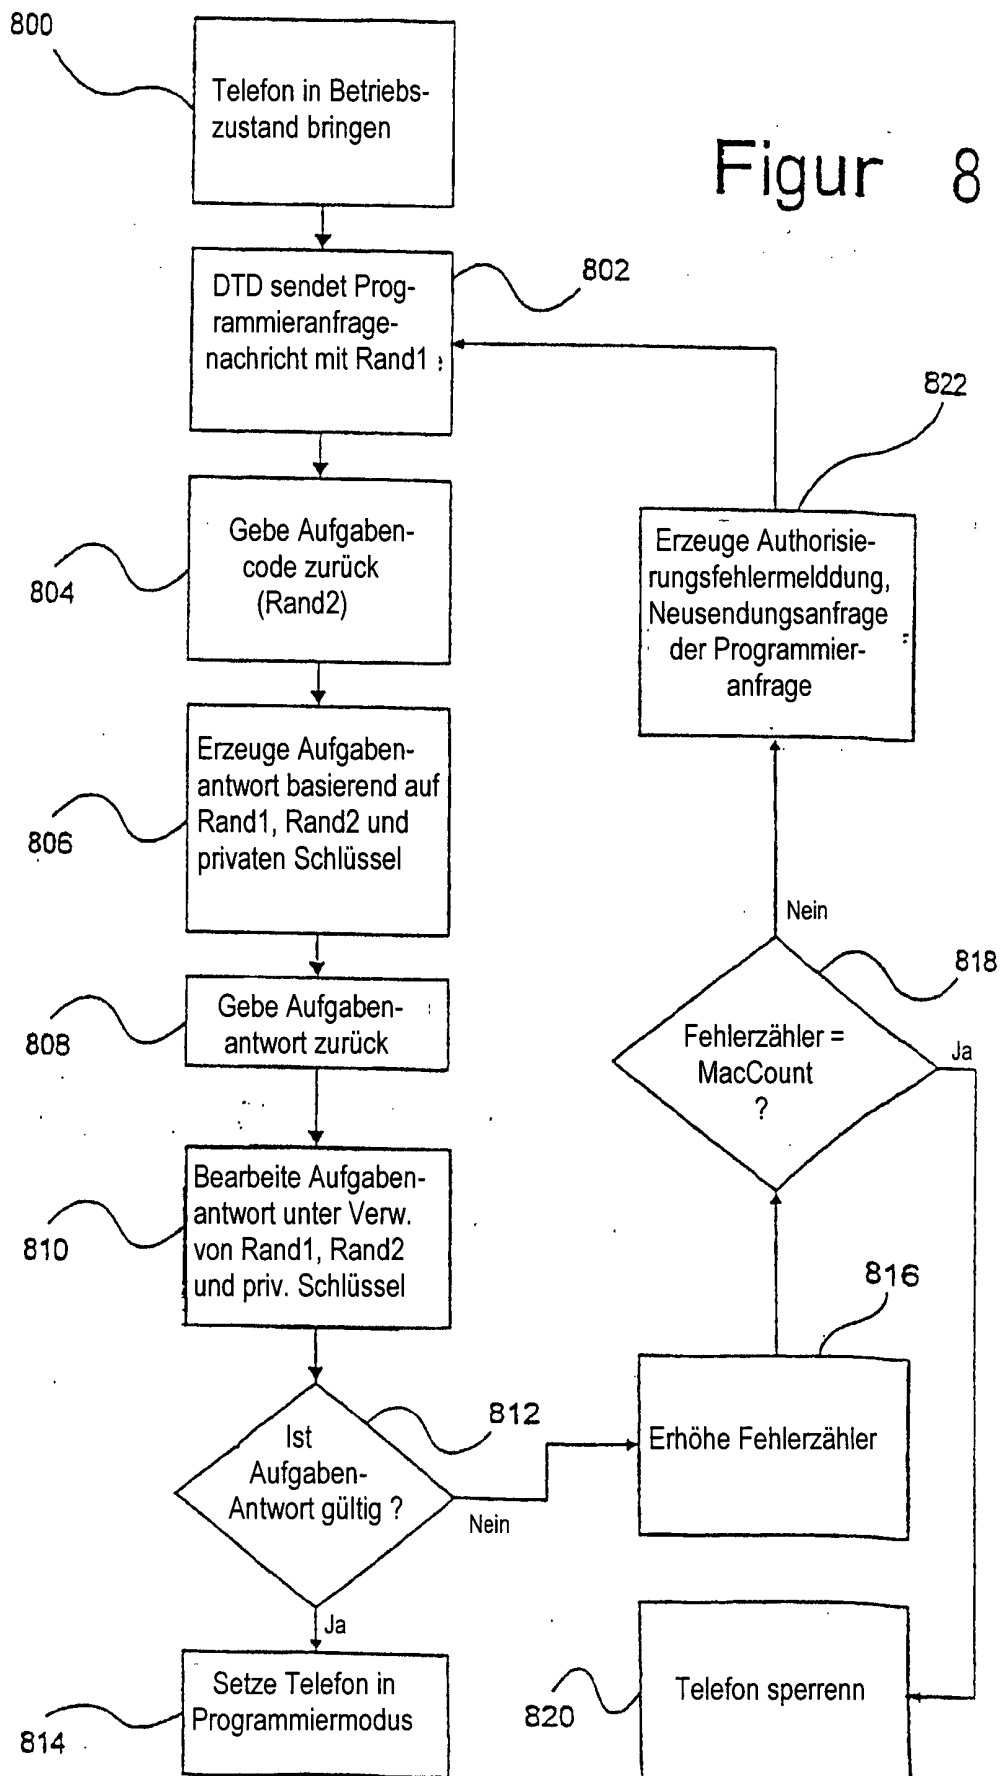 800
Telefon in Betriebs-
zustand bringen
Figur 8
802
DTD sendet Prog-
rammieranfrage-
nachricht mit Rand1
804
Gebe Aufgaben-
code zurück
(Rand2)
806
Erzeuge Aufgaben-
antwort basierend auf
Rand1, Rand2 und
privaten Schlüssel
808
Gebe Aufgaben-
antwort zurück
810
Bearbeite Aufgaben-
antwort unter Verw.
von Rand1, Rand2
und priv. Schlüssel
812
Ist
Aufgaben-
Antwort gültig ?
Nein
Ja
814
Setze Telefon in
Programmiermodus
816
Erhöhe Fehlerzähler
818
Fehlerzähler =
MacCount
?
Nein
Ja
820
Telefon sperrenn
822
Erzeuge Authorisie-
rungsfehlermelddung,
Neusendungsanfrage
der Programmier-
anfrage